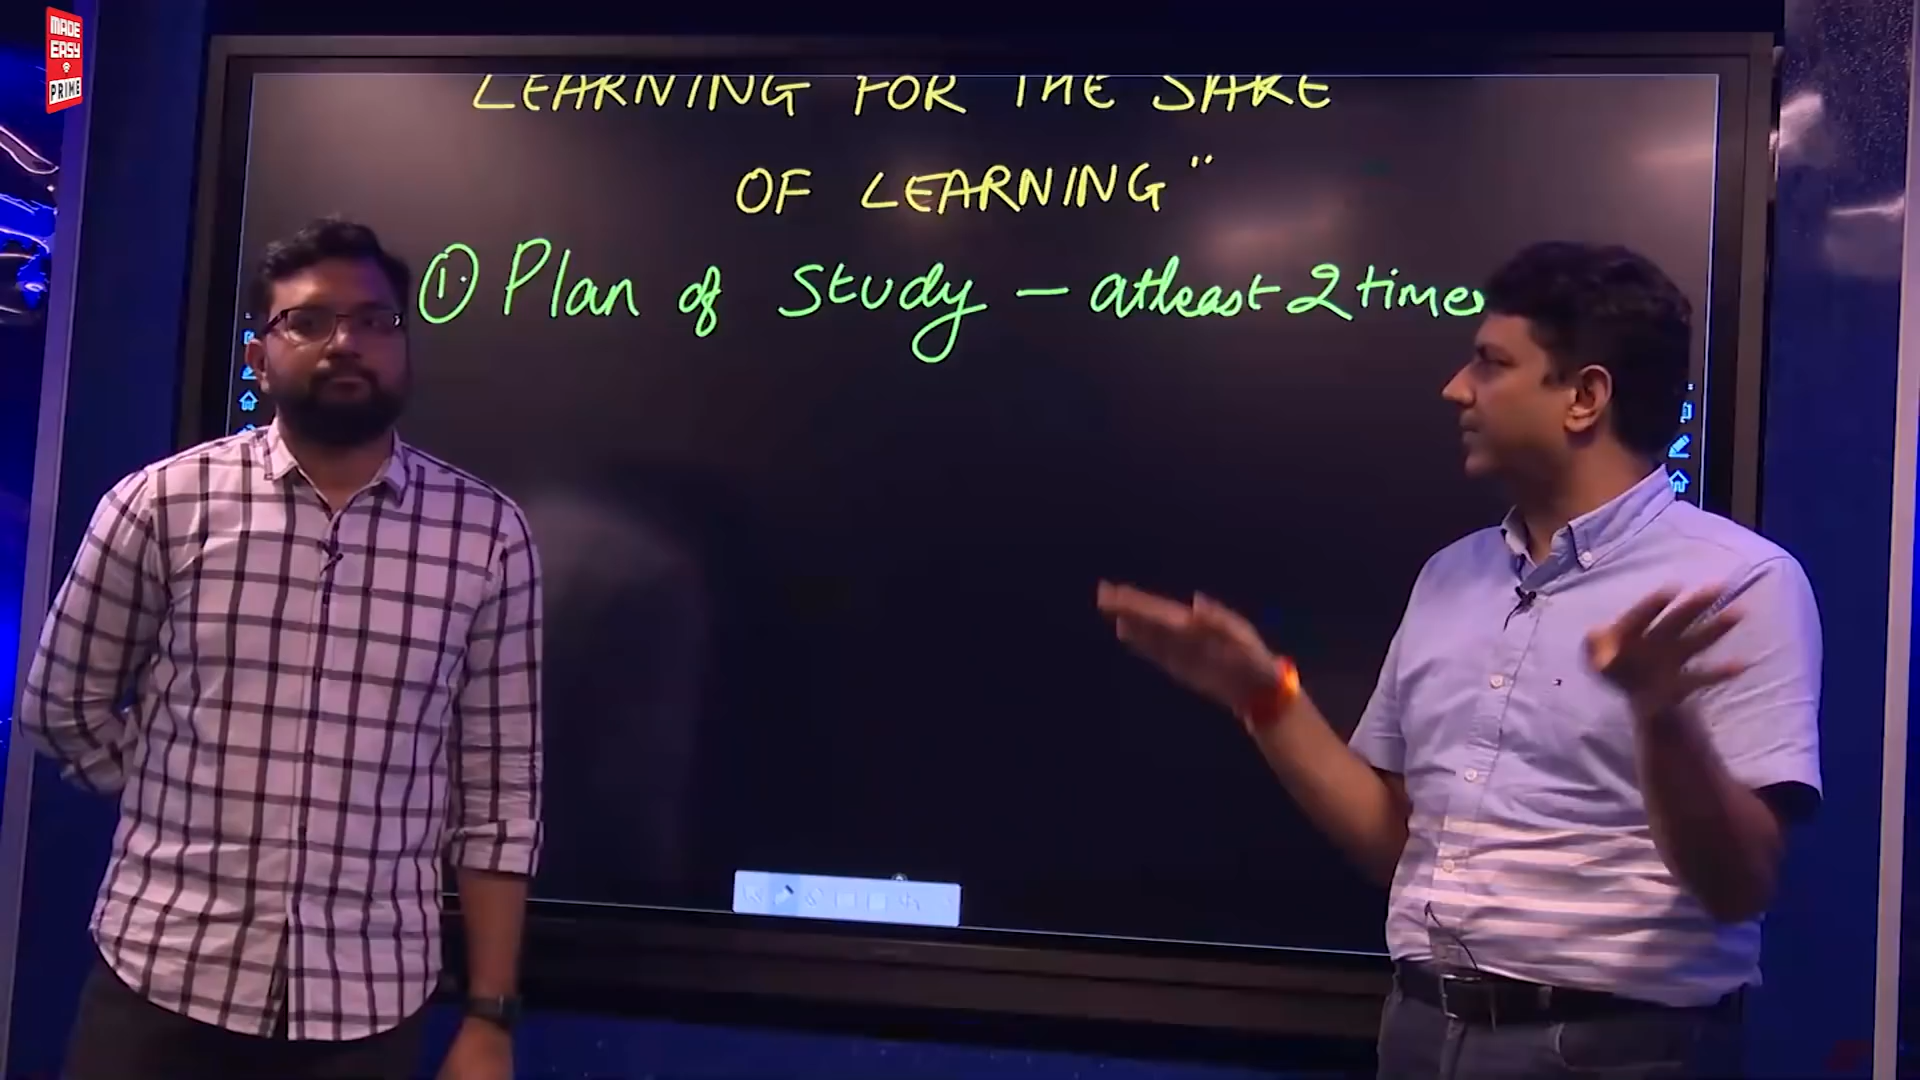 MADE
EASY
PRIME
LEARNING FOR THE SAKE
OF LEARNING"
1. Plan of Study — atleast 2 times